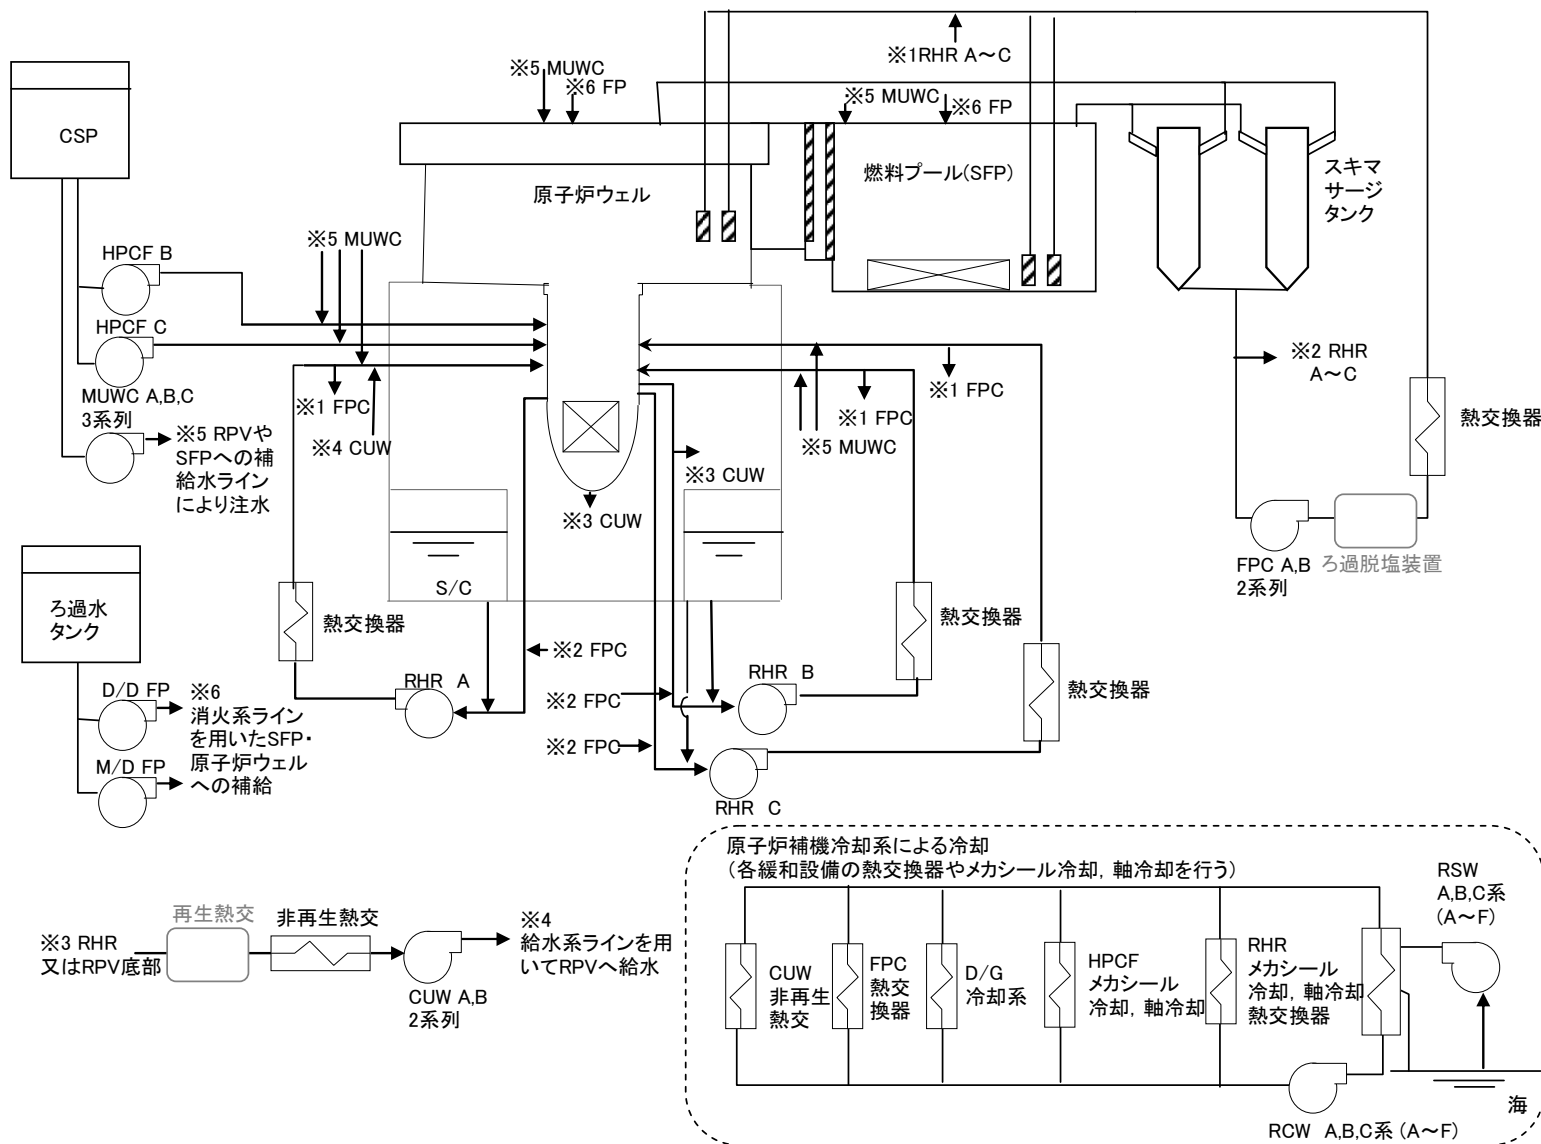 ※1RHR A～C
※5 MUWC
※6 FP
※5 MUWC
※6 FP
CSP
原子炉ウェル
燃料プール(SFP)
スキマ
サージ
タンク
※5 MUWC
HPCF B
HPCF C
MUWC A,B,C
3系列
※5 RPVや
SFPへの補
給水ライン
により注水
※1 FPC
※4 CUW
※1 FPC
※1 FPC
※5 MUWC
※2 RHR
A～C
熱交換器
※3 CUW
※3 CUW
FPC A,B
2系列
ろ過脱塩装置
S/C
ろ過水
タンク
熱交換器
※2 FPC
熱交換器
RHR A
RHR B
熱交換器
※2 FPC
※2 FPC
RHR C
D/D FP
※6
消火系ライン
を用いたSFP・
原子炉ウェル
への補給
M/D FP
原子炉補機冷却系による冷却
(各緩和設備の熱交換器やメカシール冷却, 軸冷却を行う)
RSW
A,B,C系
(A～F)
再生熱交
非再生熱交
※3 RHR
又はRPV底部
CUW A,B
2系列
※4
給水系ラインを用
いてRPVへ給水
CUW
非再生
熱交
FPC
熱交
換器
D/G
冷却系
HPCF
メカシール
冷却, 軸冷却
RHR
メカシール
冷却, 軸冷却
熱交換器
海
RCW A,B,C系 (A～F)